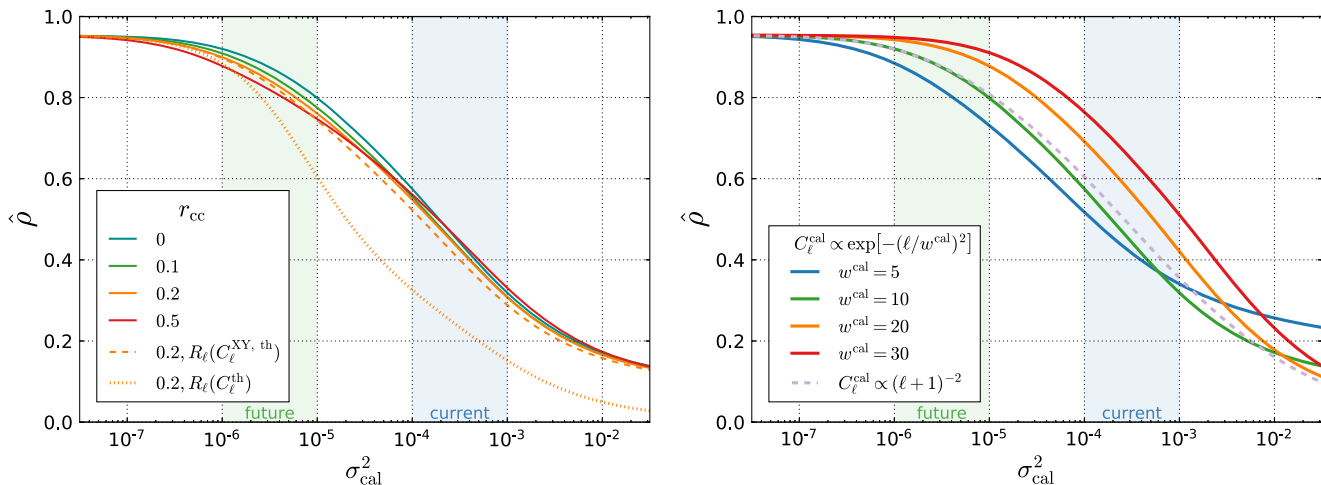 1.0
0.8
0.6
0.4
0.2
0.0
ρ̂
r_cc
0
0.1
0.2
0.5
0.2, R_ℓ(C_ℓ^{XY, th})
0.2, R_ℓ(C_ℓ^{th})
future
current
10^-7
10^-6
10^-5
10^-4
10^-3
10^-2
σ²_cal
1.0
0.8
0.6
0.4
0.2
0.0
ρ̂
C_ℓ^cal ∝ exp[−(ℓ/w^cal)²]
w^cal = 5
w^cal = 10
w^cal = 20
w^cal = 30
C_ℓ^cal ∝ (ℓ+1)^−2
future
current
10^-7
10^-6
10^-5
10^-4
10^-3
10^-2
σ²_cal